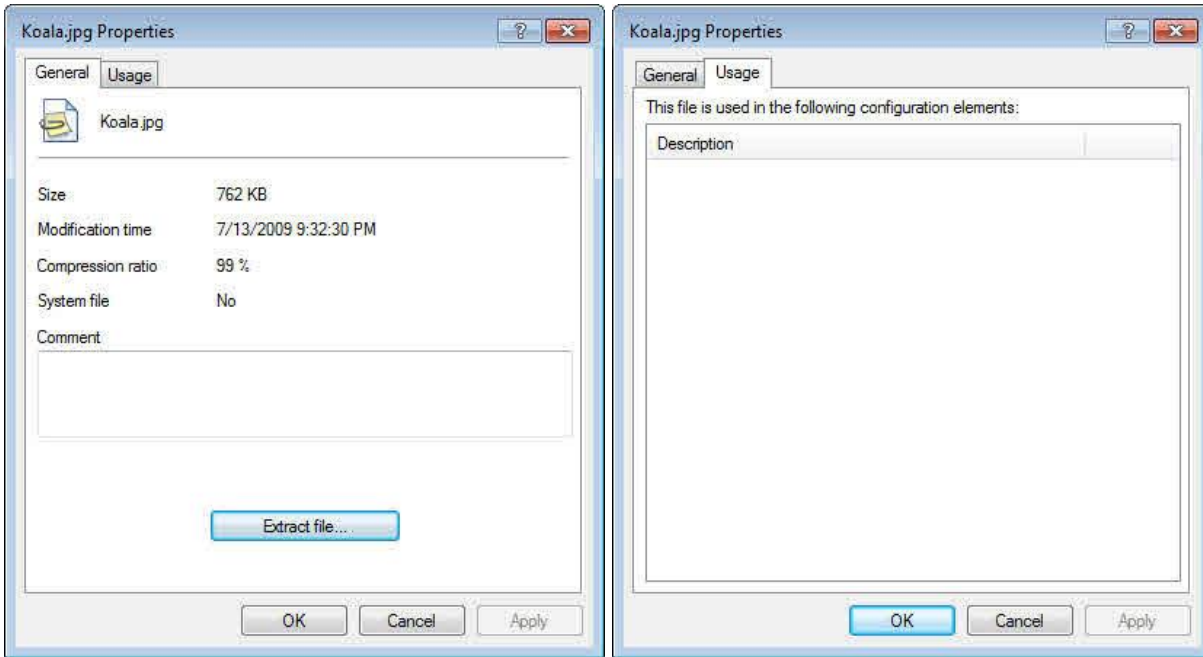 Koala.jpg Properties
General Usage
Koala.jpg
Size 762 KB
Modification time 7/13/2009 9:32:30 PM
Compression ratio 99 %
System file No
Comment
Extract file...
OK Cancel Apply
Koala.jpg Properties
General Usage
This file is used in the following configuration elements:
Description
OK Cancel Apply